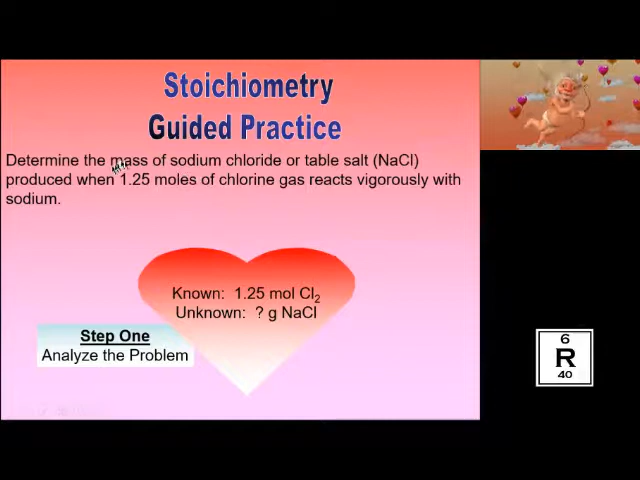 Stoichiometry
Guided Practice
Determine the mass of sodium chloride or table salt (NaCl)
produced when 1.25 moles of chlorine gas reacts vigorously with
sodium.
Known: 1.25 mol Cl₂
Unknown: ? g NaCl
Step One
Analyze the Problem
6
R
40